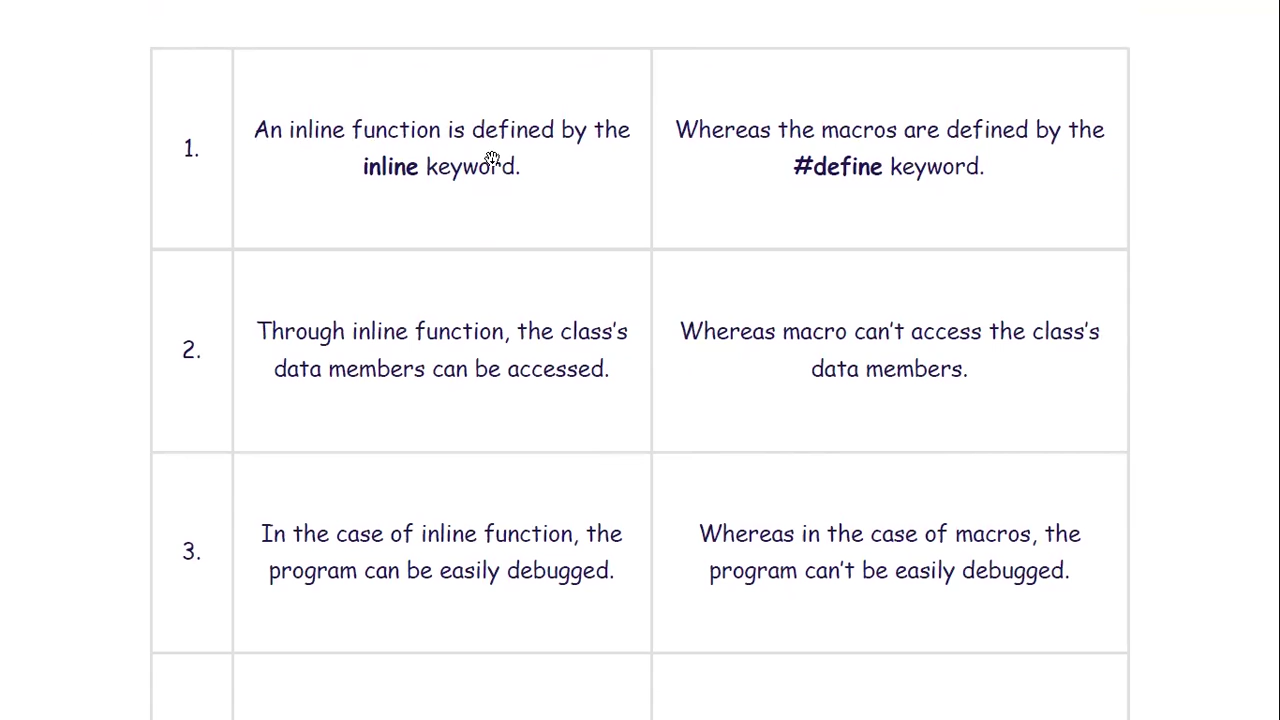 1.
An inline function is defined by the
inline keyword.
Whereas the macros are defined by the
#define keyword.
2.
Through inline function, the class’s
data members can be accessed.
Whereas macro can’t access the class’s
data members.
3.
In the case of inline function, the
program can be easily debugged.
Whereas in the case of macros, the
program can’t be easily debugged.